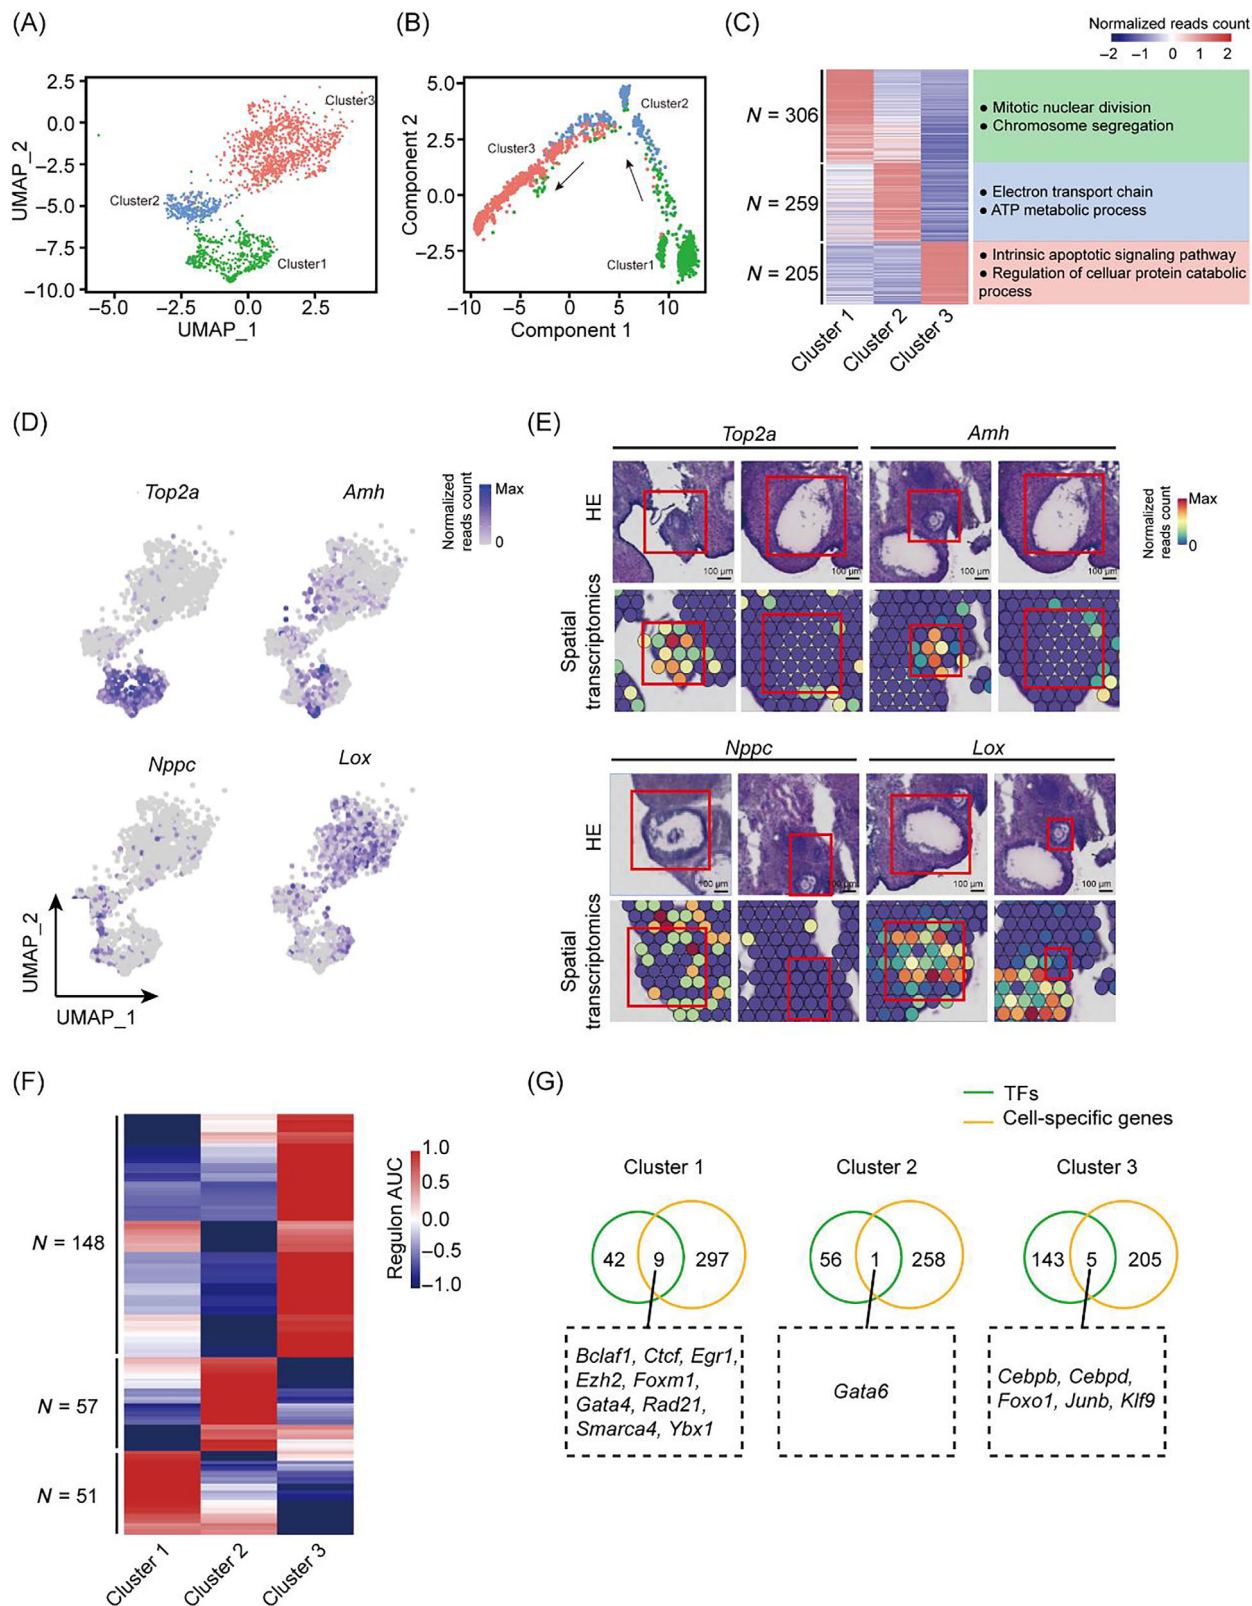 (A)
2.5
0.0
−2.5
−5.0
−7.5
−10.0
UMAP_2
Cluster3
Cluster2
Cluster1
−5.0 −2.5 0.0 2.5
UMAP_1
(B)
5.0
2.5
0.0
−2.5
Component 2
Cluster2
Cluster3
Cluster1
−10 −5 0 5 10
Component 1
(C)
Normalized reads count
−2 −1 0 1 2
N = 306
N = 259
N = 205
● Mitotic nuclear division
● Chromosome segregation
● Electron transport chain
● ATP metabolic process
● Intrinsic apoptotic signaling pathway
● Regulation of celluar protein catabolic
process
Cluster 1
Cluster 2
Cluster 3
(D)
Top2a
Amh
Normalized
reads count
Max
0
Nppc
Lox
UMAP_2
UMAP_1
(E)
Top2a
Amh
HE
100 µm
100 µm
100 µm
100 µm
Normalized
reads count
Max
0
Spatial
transcriptomics
Nppc
Lox
HE
100 µm
100 µm
100 µm
100 µm
Spatial
transcriptomics
(F)
N = 148
N = 57
N = 51
Regulon AUC
1.0
0.5
0.0
−0.5
−1.0
Cluster 1
Cluster 2
Cluster 3
(G)
TFs
Cell-specific genes
Cluster 1
42 9 297
Bclaf1, Ctcf, Egr1,
Ezh2, Foxm1,
Gata4, Rad21,
Smarca4, Ybx1
Cluster 2
56 1 258
Gata6
Cluster 3
143 5 205
Cebpb, Cebpd,
Foxo1, Junb, Klf9